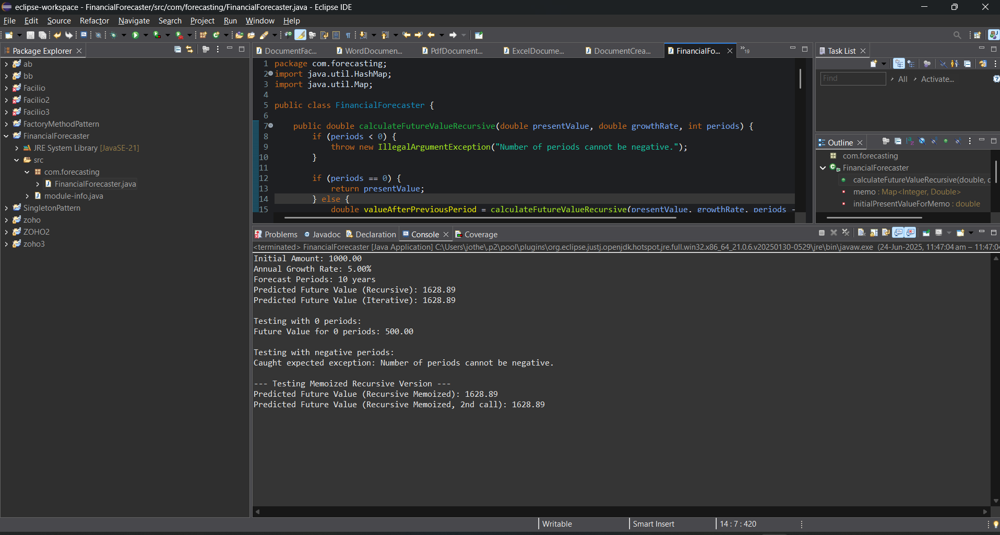 eclipse-workspace - FinancialForecaster/src/com/forecasting/FinancialForecaster.java - Eclipse IDE
File Edit Source Refactor Navigate Search Project Run Window Help
Package Explorer
ab
bb
Facilio
Facilio2
Facilio3
FactoryMethodPattern
FinancialForecaster
JRE System Library [JavaSE-21]
src
com.forecasting
FinancialForecaster.java
module-info.java
SingletonPattern
zoho
ZOHO2
zoho3
DocumentFac... WordDocumen... PdfDocument... ExcelDocume... DocumentCrea... FinancialFo... »19
1 package com.forecasting;
2 import java.util.HashMap;
3 import java.util.Map;
4
5 public class FinancialForecaster {
6
7 public double calculateFutureValueRecursive(double presentValue, double growthRate, int periods) {
8 if (periods < 0) {
9 throw new IllegalArgumentException("Number of periods cannot be negative.");
10 }
11
12 if (periods == 0) {
13 return presentValue;
14 } else {
15 double valueAfterPreviousPeriod = calculateFutureValueRecursive(presentValue, growthRate, periods -
Task List
Find All Activate...
Outline
com.forecasting
FinancialForecaster
calculateFutureValueRecursive(double, c
memo : Map<Integer, Double>
initialPresentValueForMemo : double
Problems Javadoc Declaration Console Coverage
<terminated> FinancialForecaster [Java Application] C:\Users\jothe\.p2\pool\plugins\org.eclipse.justj.openjdk.hotspot.jre.full.win32.x86_64_21.0.6.v20250130-0529\jre\bin\javaw.exe (24-Jun-2025, 11:47:04 am – 11:47:04
Initial Amount: 1000.00
Annual Growth Rate: 5.00%
Forecast Periods: 10 years
Predicted Future Value (Recursive): 1628.89
Predicted Future Value (Iterative): 1628.89
Testing with 0 periods:
Future Value for 0 periods: 500.00
Testing with negative periods:
Caught expected exception: Number of periods cannot be negative.
--- Testing Memoized Recursive Version ---
Predicted Future Value (Recursive Memoized): 1628.89
Predicted Future Value (Recursive Memoized, 2nd call): 1628.89
Writable Smart Insert 14 : 7 : 420